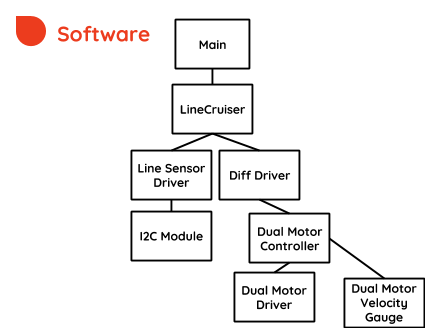 Software
Main
LineCruiser
Line Sensor
Driver
Diff Driver
I2C Module
Dual Motor
Controller
Dual Motor
Driver
Dual Motor
Velocity
Gauge